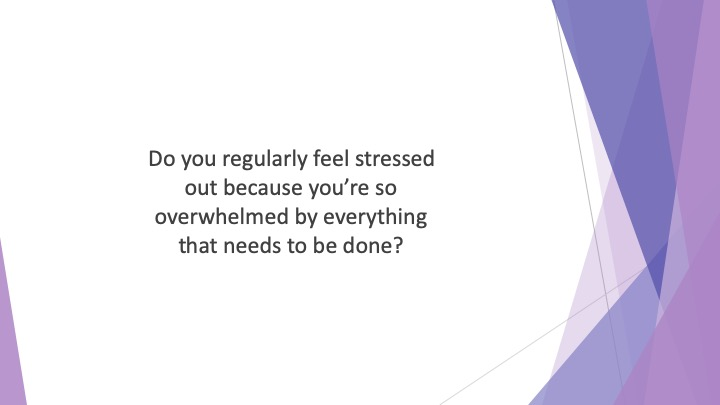 Do you regularly feel stressed
out because you’re so
overwhelmed by everything
that needs to be done?